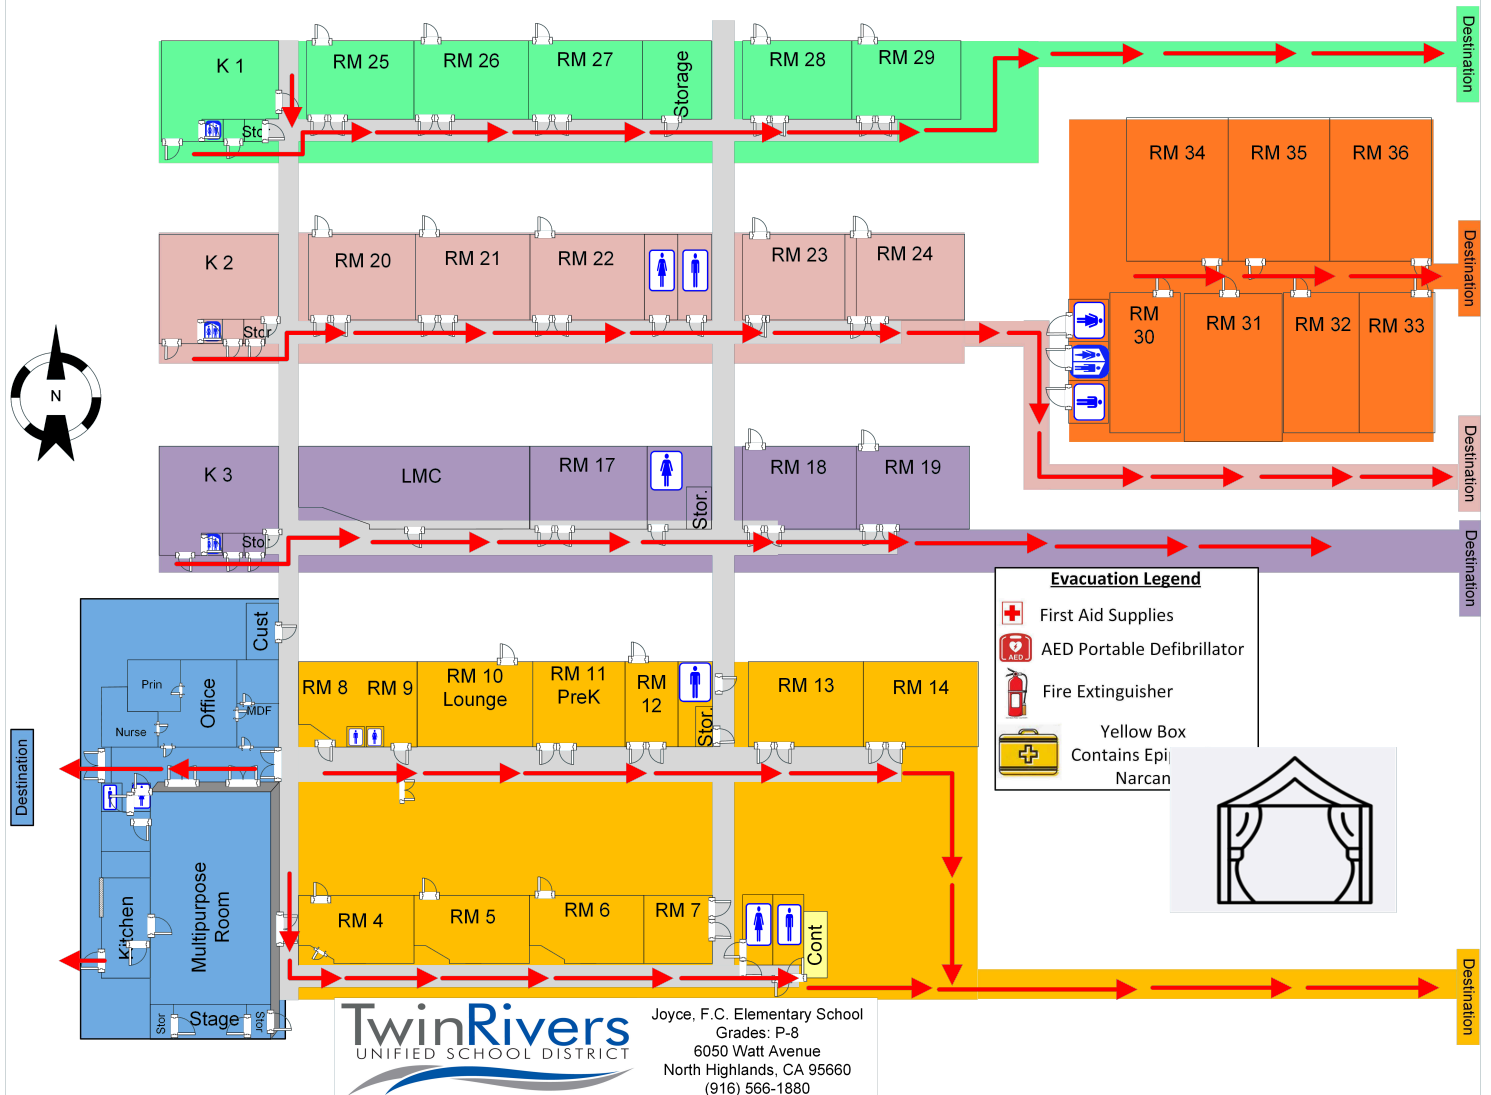 K 1
RM 25
RM 26
RM 27
Storage
RM 28
RM 29
Destination
Stor
RM 34
RM 35
RM 36
Destination
K 2
RM 20
RM 21
RM 22
RM 23
RM 24
Stor
RM
30
RM 31
RM 32
RM 33
N
Destination
K 3
LMC
RM 17
Stor.
RM 18
RM 19
Stor
Destination
Evacuation Legend
First Aid Supplies
AED
AED Portable Defibrillator
Fire Extinguisher
Yellow Box
Contains Epi
Narcan
Cust
Prin
Office
MDF
Nurse
RM 8
RM 9
RM 10
Lounge
RM 11
PreK
RM
12
Stor.
RM 13
RM 14
Destination
Multipurpose
Room
Kitchen
RM 4
RM 5
RM 6
RM 7
Cont
Stor
Stage
Stor
Destination
TwinRivers
UNIFIED SCHOOL DISTRICT
Joyce, F.C. Elementary School
Grades: P-8
6050 Watt Avenue
North Highlands, CA 95660
(916) 566-1880